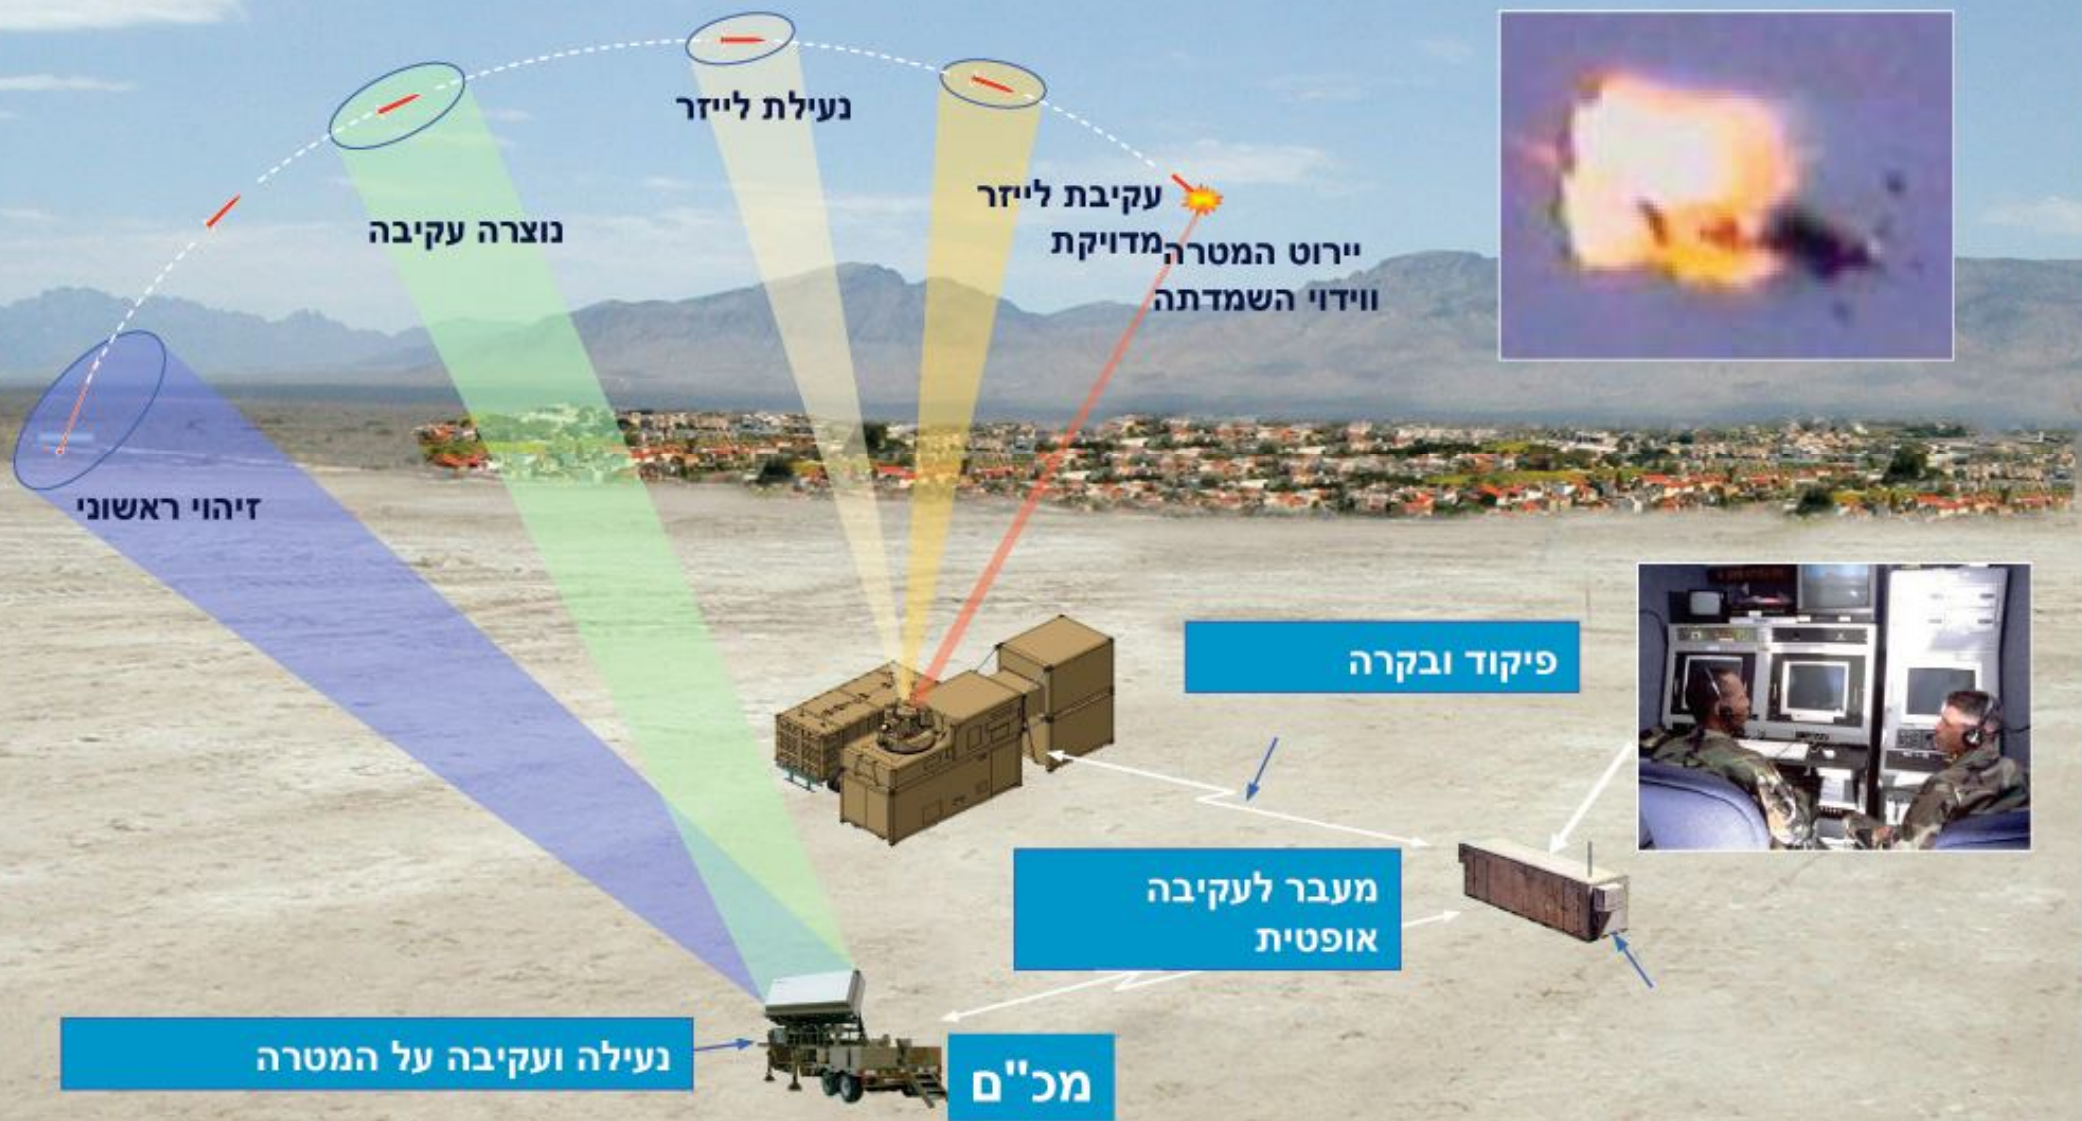 נעילת לייזר
עקיבת לייזר
מדויקת
נוצרה עקיבה
יירוט המטרה
ווידוי השמדתה
זיהוי ראשוני
פיקוד ובקרה
מעבר לעקיבה
אופטית
נעילה ועקיבה על המטרה
מכ"ם